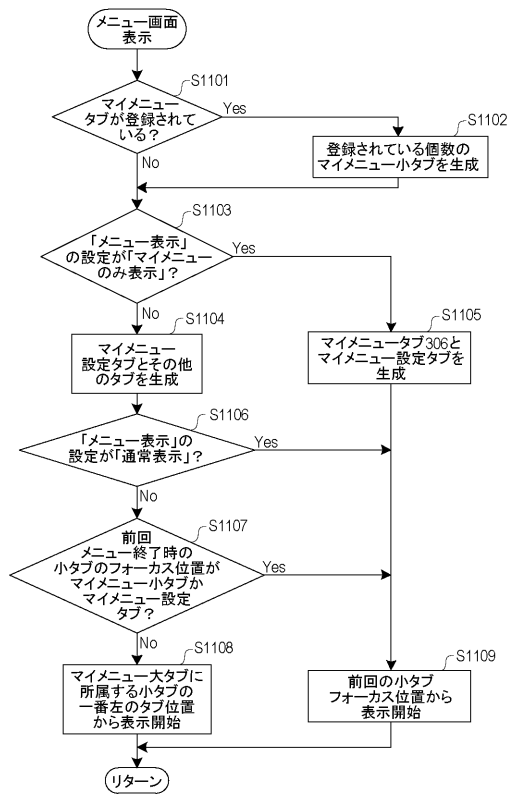 メニュー画面
表示
S1101
マイメニュー
タブが登録されて
いる？
Yes
S1102
登録されている個数の
マイメニュー小タブを生成
No
S1103
「メニュー表示」
の設定が「マイメニュー
のみ表示」？
Yes
No
S1104
マイメニュー
設定タブとその他
のタブを生成
S1105
マイメニュータブ306と
マイメニュー設定タブを
生成
S1106
「メニュー表示」の
設定が「通常表示」？
Yes
No
S1107
前回
メニュー終了時の
小タブのフォーカス位置が
マイメニュー小タブか
マイメニュー設定
タブ？
Yes
No
S1108
マイメニュー大タブに
所属する小タブの
一番左のタブ位置
から表示開始
S1109
前回の小タブ
フォーカス位置から
表示開始
リターン